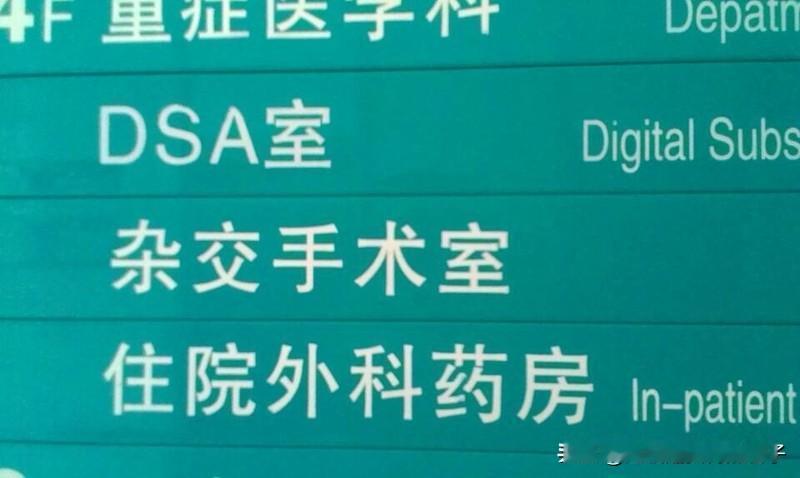 4F 重症医学科 Depatm
DSA室 Digital Subs
杂交手术室
住院外科药房 In-patient